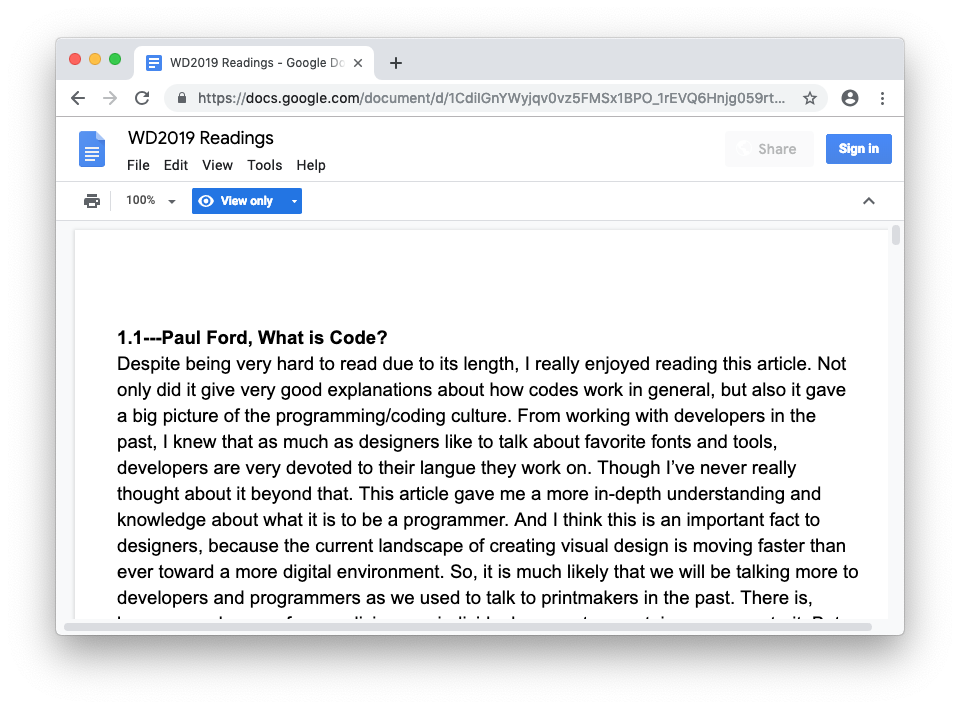 WD2019 Readings - Google Do
https://docs.google.com/document/d/1CdilGnYWyjqv0vz5FMSx1BPO_1rEVQ6Hnjg059rt...
WD2019 Readings
File Edit View Tools Help
Share
Sign in
100%
View only
1.1---Paul Ford, What is Code?
Despite being very hard to read due to its length, I really enjoyed reading this article. Not
only did it give very good explanations about how codes work in general, but also it gave
a big picture of the programming/coding culture. From working with developers in the
past, I knew that as much as designers like to talk about favorite fonts and tools,
developers are very devoted to their langue they work on. Though I’ve never really
thought about it beyond that. This article gave me a more in-depth understanding and
knowledge about what it is to be a programmer. And I think this is an important fact to
designers, because the current landscape of creating visual design is moving faster than
ever toward a more digital environment. So, it is much likely that we will be talking more to
developers and programmers as we used to talk to printmakers in the past. There is,